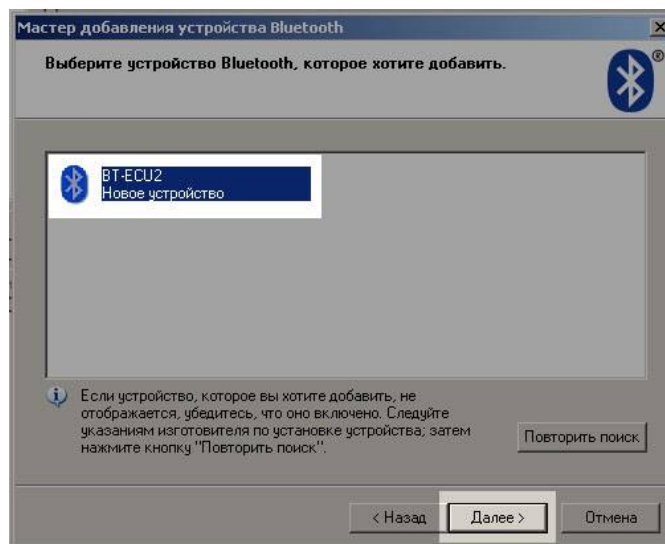 Мастер добавления устройства Bluetooth
Выберите устройство Bluetooth, которое хотите добавить.
®
BT-ECU2
Новое устройство
Если устройство, которое вы хотите добавить, не
отображается, убедитесь, что оно включено. Следуйте
указаниям изготовителя по установке устройства; затем
нажмите кнопку "Повторить поиск".
Повторить поиск
< Назад
Далее >
Отмена